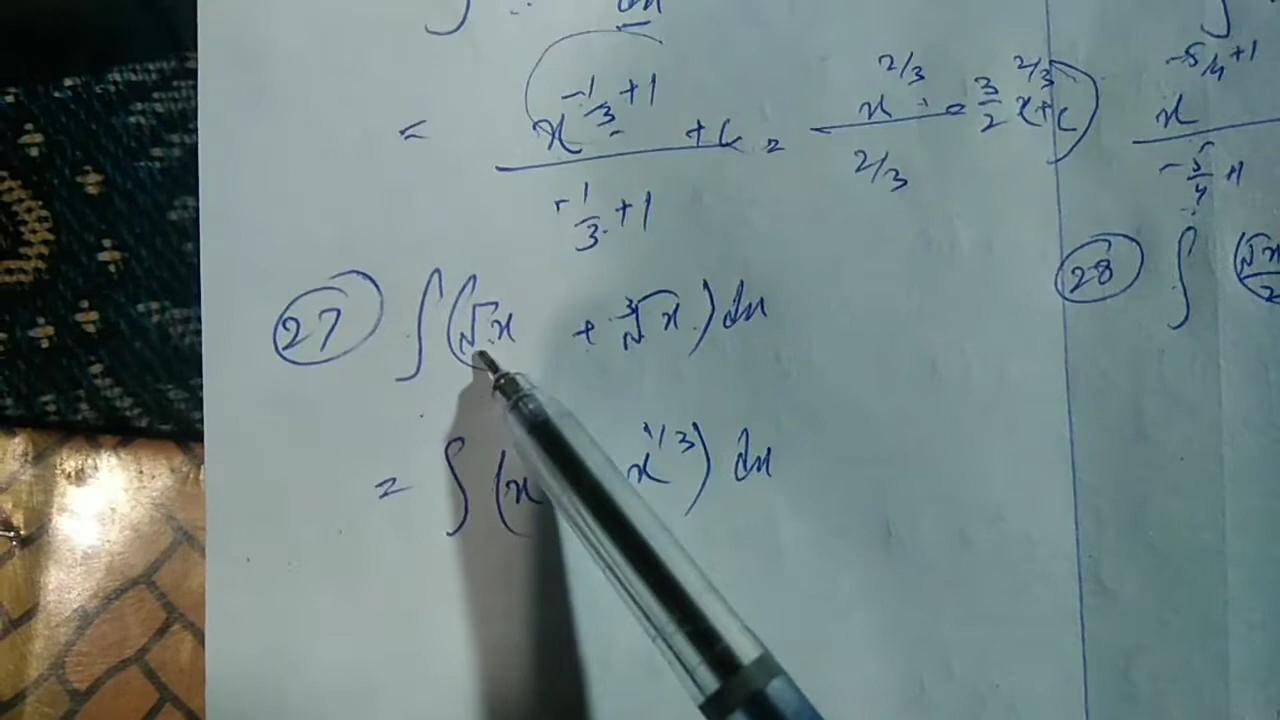 ∫ dx
= x^(-1/3+1) / (-1/3+1) + C = x^(2/3) / (2/3) = 3/2 x^(2/3) + C
x^(-5/4+1) / (-5/4+1)
(27) ∫(√x + ∛x) dx
(28) ∫ (√x
= ∫(x x^(1/3)) dx